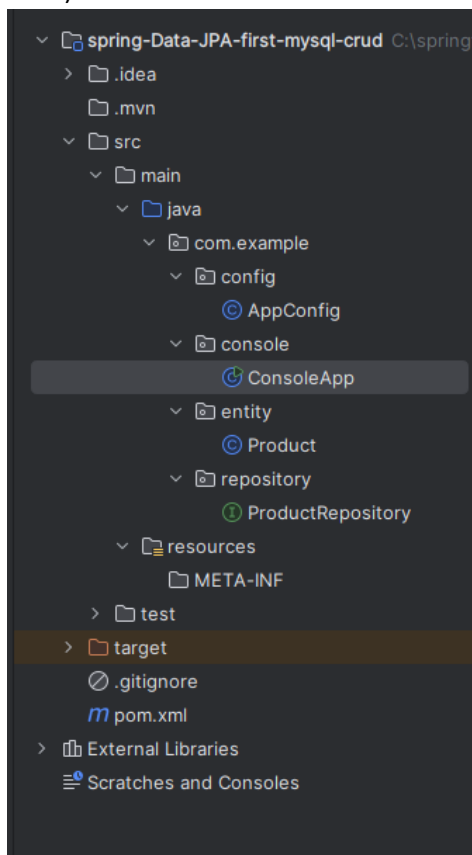 spring-Data-JPA-first-mysql-crud C:\spring
.idea
.mvn
src
main
java
com.example
config
AppConfig
console
ConsoleApp
entity
Product
repository
ProductRepository
resources
META-INF
test
target
.gitignore
pom.xml
External Libraries
Scratches and Consoles